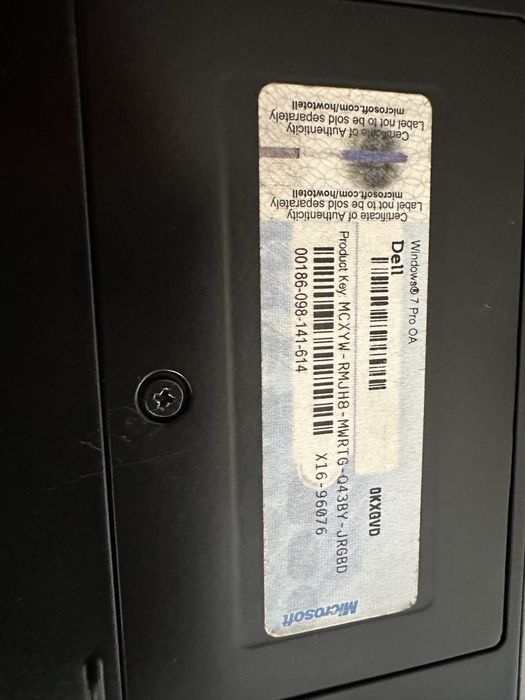 Certificate of Authenticity
Label not to be sold separately
microsoft.com/howtotell
Certificate of Authenticity
Label not to be sold separately
microsoft.com/howtotell
Windows® 7 Pro OA
Dell
0KXGVD
Product Key: MCXYW-RMJH8-MWRTG-Q43BY-JRGBD
X16-96076
00186-098-141-614
Microsoft